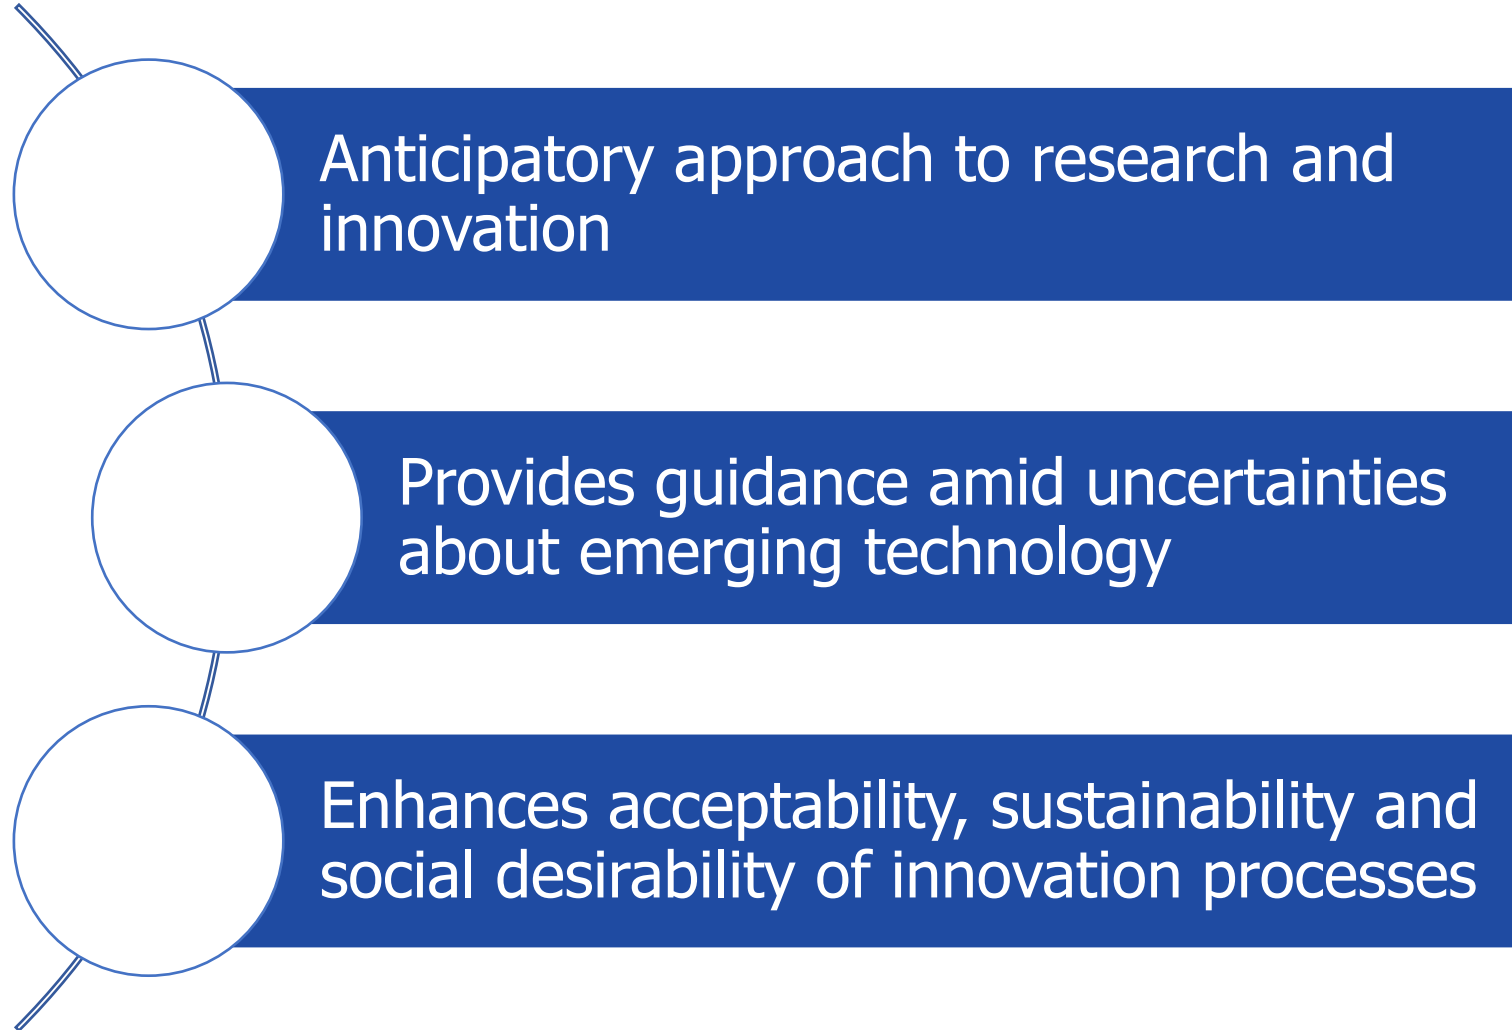 Anticipatory approach to research and
innovation
Provides guidance amid uncertainties
about emerging technology
Enhances acceptability, sustainability and
social desirability of innovation processes